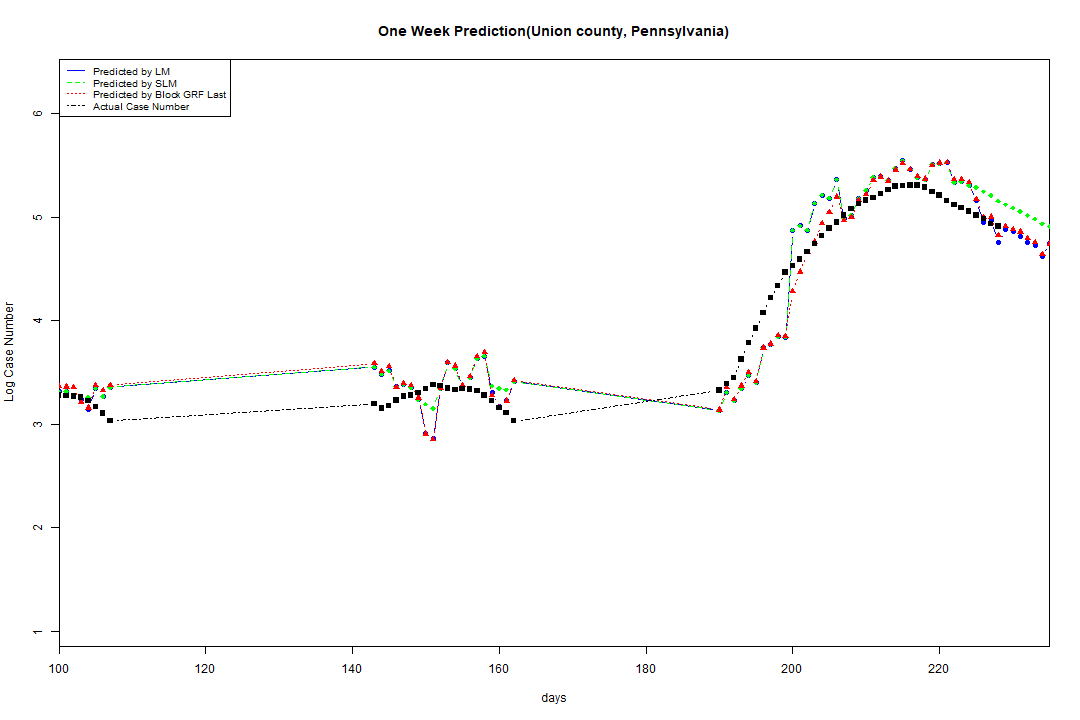 One Week Prediction(Union county, Pennsylvania)
Predicted by LM
Predicted by SLM
Predicted by Block GRF Last
Actual Case Number
6
5
4
3
2
1
Log Case Number
100 120 140 160 180 200 220
days